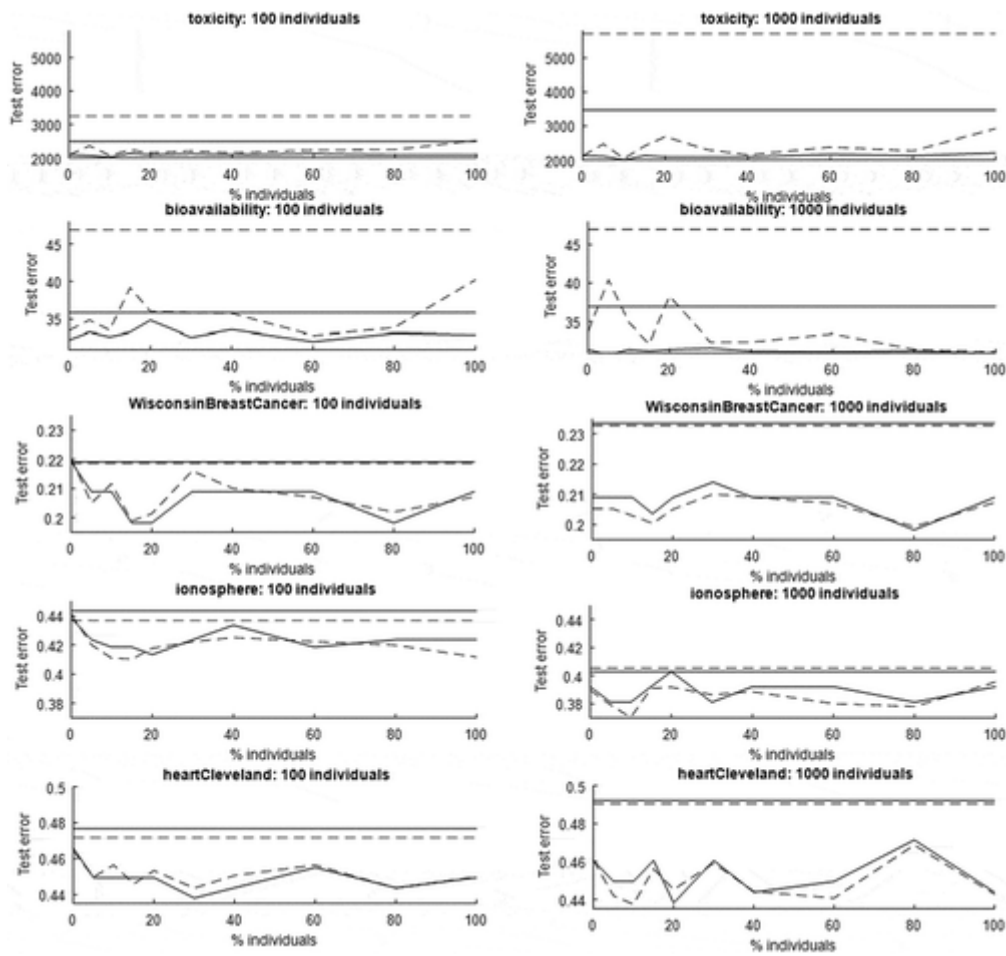 toxicity: 100 individuals
Test error
5000
4000
3000
2000
0 20 40 60 80 100
% individuals
toxicity: 1000 individuals
Test error
5000
4000
3000
2000
0 20 40 60 80 100
% individuals
bioavailability: 100 individuals
Test error
45
40
35
0 20 40 60 80 100
% individuals
bioavailability: 1000 individuals
Test error
45
40
35
0 20 40 60 80 100
% individuals
WisconsinBreastCancer: 100 individuals
Test error
0.23
0.22
0.21
0.2
0 20 40 60 80 100
% individuals
WisconsinBreastCancer: 1000 individuals
Test error
0.23
0.22
0.21
0.2
0 20 40 60 80 100
% individuals
ionosphere: 100 individuals
Test error
0.44
0.42
0.4
0.38
0 20 40 60 80 100
% individuals
ionosphere: 1000 individuals
Test error
0.44
0.42
0.4
0.38
0 20 40 60 80 100
% individuals
heartCleveland: 100 individuals
Test error
0.5
0.48
0.46
0.44
0 20 40 60 80 100
% individuals
heartCleveland: 1000 individuals
Test error
0.5
0.48
0.46
0.44
0 20 40 60 80 100
% individuals